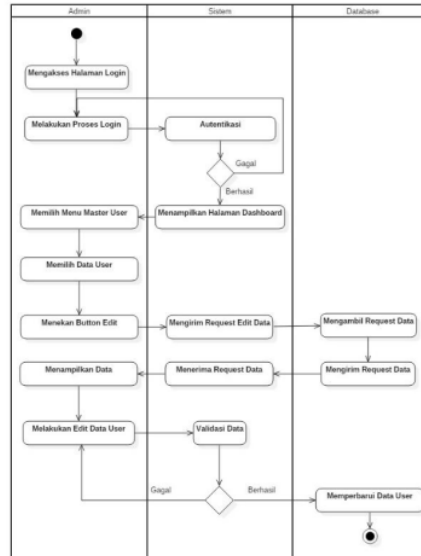 Admin
Sistem
Database
Mengakses Halaman Login
Melakukan Proses Login
Autentikasi
Gagal
Berhasil
Memilih Menu Master User
Menampilkan Halaman Dashboard
Memilih Data User
Menekan Button Edit
Mengirim Request Edit Data
Mengambil Request Data
Menampilkan Data
Menerima Request Data
Mengirim Request Data
Melakukan Edit Data User
Validasi Data
Gagal
Berhasil
Memperbarui Data User